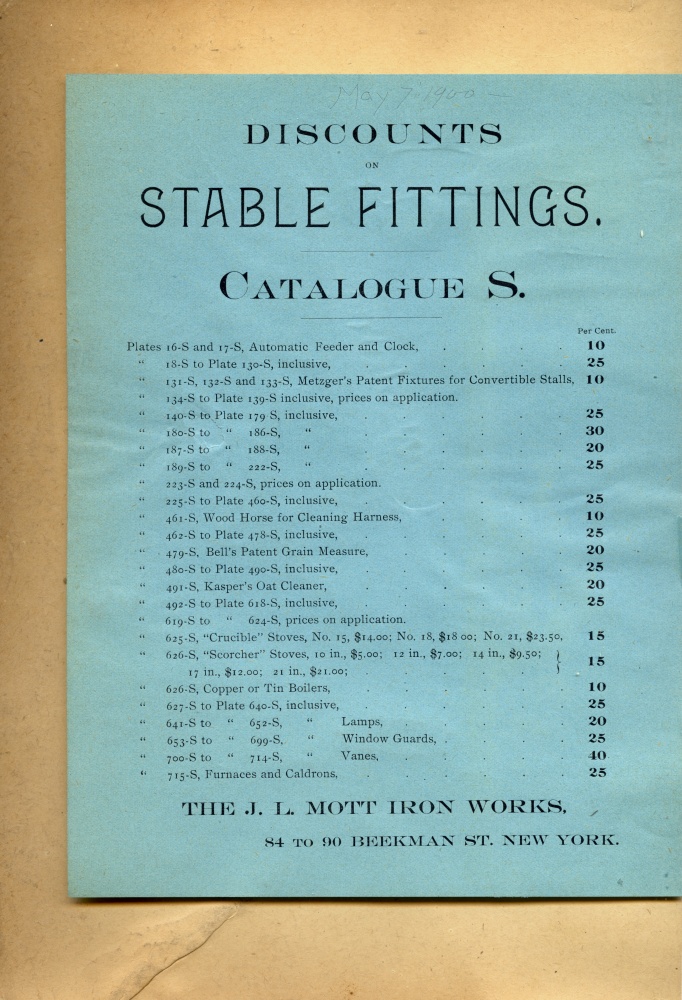 May 7 1900 —
DISCOUNTS
ON
STABLE FITTINGS.
CATALOGUE S.
Per Cent.
Plates 16-S and 17-S, Automatic Feeder and Clock, . . . . 10
“ 18-S to Plate 130-S, inclusive, . . . . . . 25
“ 131-S, 132-S and 133-S, Metzger's Patent Fixtures for Convertible Stalls, 10
“ 134-S to Plate 139-S inclusive, prices on application.
“ 140-S to Plate 179 S, inclusive, . . . . . . 25
“ 180-S to “ 186-S, “ . . . . . . 30
“ 187-S to “ 188-S, “ . . . . . . 20
“ 189-S to “ 222-S, “ . . . . . . 25
“ 223-S and 224-S, prices on application.
“ 225-S to Plate 460-S, inclusive, . . . . . . 25
“ 461-S, Wood Horse for Cleaning Harness, . . . . 10
“ 462-S to Plate 478-S, inclusive, . . . . . . 25
“ 479-S, Bell's Patent Grain Measure, . . . . . 20
“ 480-S to Plate 490-S, inclusive, . . . . . . 25
“ 491-S, Kasper's Oat Cleaner, . . . . . . 20
“ 492-S to Plate 618-S, inclusive, . . . . . . 25
“ 619-S to “ 624-S, prices on application.
“ 625-S, “Crucible” Stoves, No. 15, $14.00; No. 18, $18 00; No. 21, $23.50, 15
“ 626-S, “Scorcher” Stoves, 10 in., $5.00; 12 in., $7.00; 14 in., $9.50; }
17 in., $12.00; 21 in., $21.00; . . . . . 15
“ 626-S, Copper or Tin Boilers, . . . . . . 10
“ 627-S to Plate 640-S, inclusive, . . . . . . 25
“ 641-S to “ 652-S, “ Lamps, . . . . . 20
“ 653-S to “ 699-S, “ Window Guards, . . . . 25
“ 700-S to “ 714-S, “ Vanes, . . . . . 40
“ 715-S, Furnaces and Caldrons, . . . . . . 25
THE J. L. MOTT IRON WORKS,
84 TO 90 BEEKMAN ST. NEW YORK.